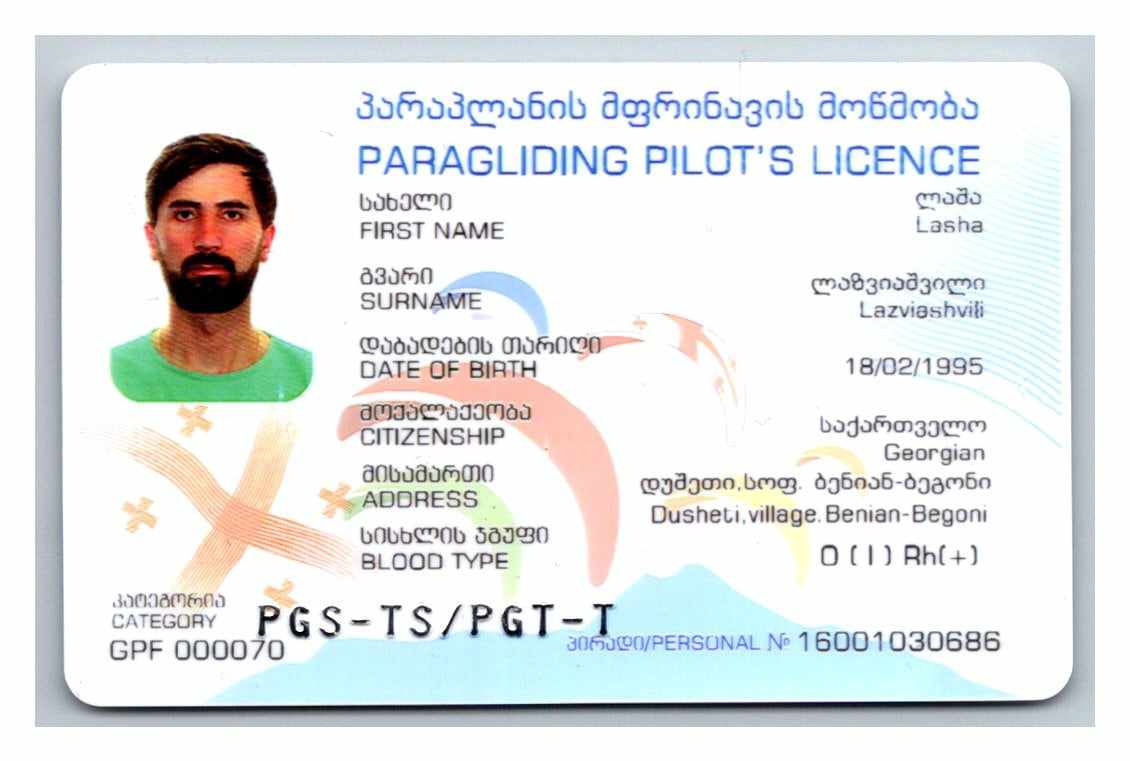 პარაპლანის მფრინავის მოწმობა
PARAGLIDING PILOT'S LICENCE
სახელი ლაშა
FIRST NAME Lasha
გვარი ლაზვიაშვილი
SURNAME Lazviashvili
დაბადების თარიღი
DATE OF BIRTH 18/02/1995
მოქალაქეობა საქართველო
CITIZENSHIP Georgian
მისამართი დუშეთი,სოფ. ბენიან-ბეგონი
ADDRESS Dusheti,village.Benian-Begoni
სისხლის ჯგუფი
BLOOD TYPE O (I) Rh(+)
კატეგორია
CATEGORY PGS-TS/PGT-T
GPF 000070 პირადი/PERSONAL № 16001030686